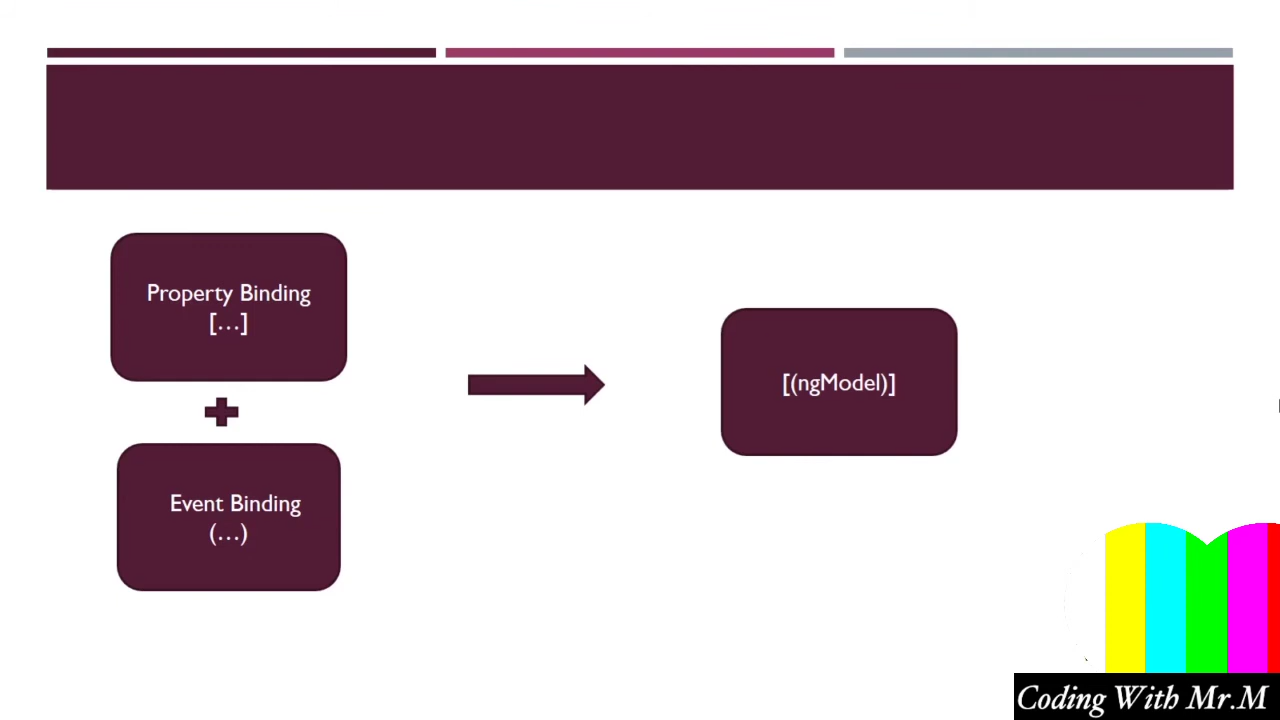 Property Binding
[…]
Event Binding
(…)
[(ngModel)]
Coding With Mr.M